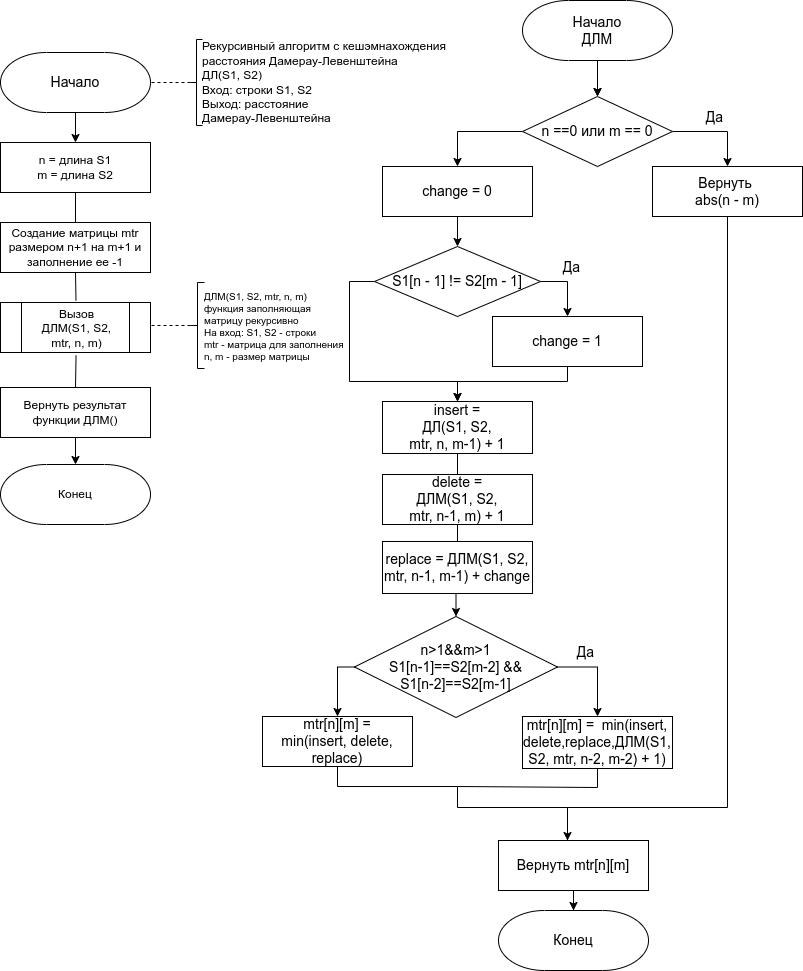 Начало
Рекурсивный алгоритм с кешэмнахождения
расстояния Дамерау-Левенштейна
ДЛ(S1, S2)
Вход: строки S1, S2
Выход: расстояние
Дамерау-Левенштейна
n = длина S1
m = длина S2
Создание матрицы mtr
размером n+1 на m+1 и
заполнение ее -1
Вызов
ДЛМ(S1, S2,
mtr, n, m)
ДЛМ(S1, S2, mtr, n, m)
функция заполняющая
матрицу рекурсивно
На вход: S1, S2 - строки
mtr - матрица для заполнения
n, m - размер матрицы
Вернуть результат
функции ДЛМ()
Конец
Начало
ДЛМ
n ==0 или m == 0
Да
Вернуть
abs(n - m)
change = 0
S1[n - 1] != S2[m - 1]
Да
change = 1
insert =
ДЛ(S1, S2,
mtr, n, m-1) + 1
delete =
ДЛМ(S1, S2,
mtr, n-1, m) + 1
replace = ДЛМ(S1, S2,
mtr, n-1, m-1) + change
n>1&&m>1
S1[n-1]==S2[m-2] &&
S1[n-2]==S2[m-1]
Да
mtr[n][m] =
min(insert, delete,
replace)
mtr[n][m] = min(insert,
delete,replace,ДЛМ(S1,
S2, mtr, n-2, m-2) + 1)
Вернуть mtr[n][m]
Конец